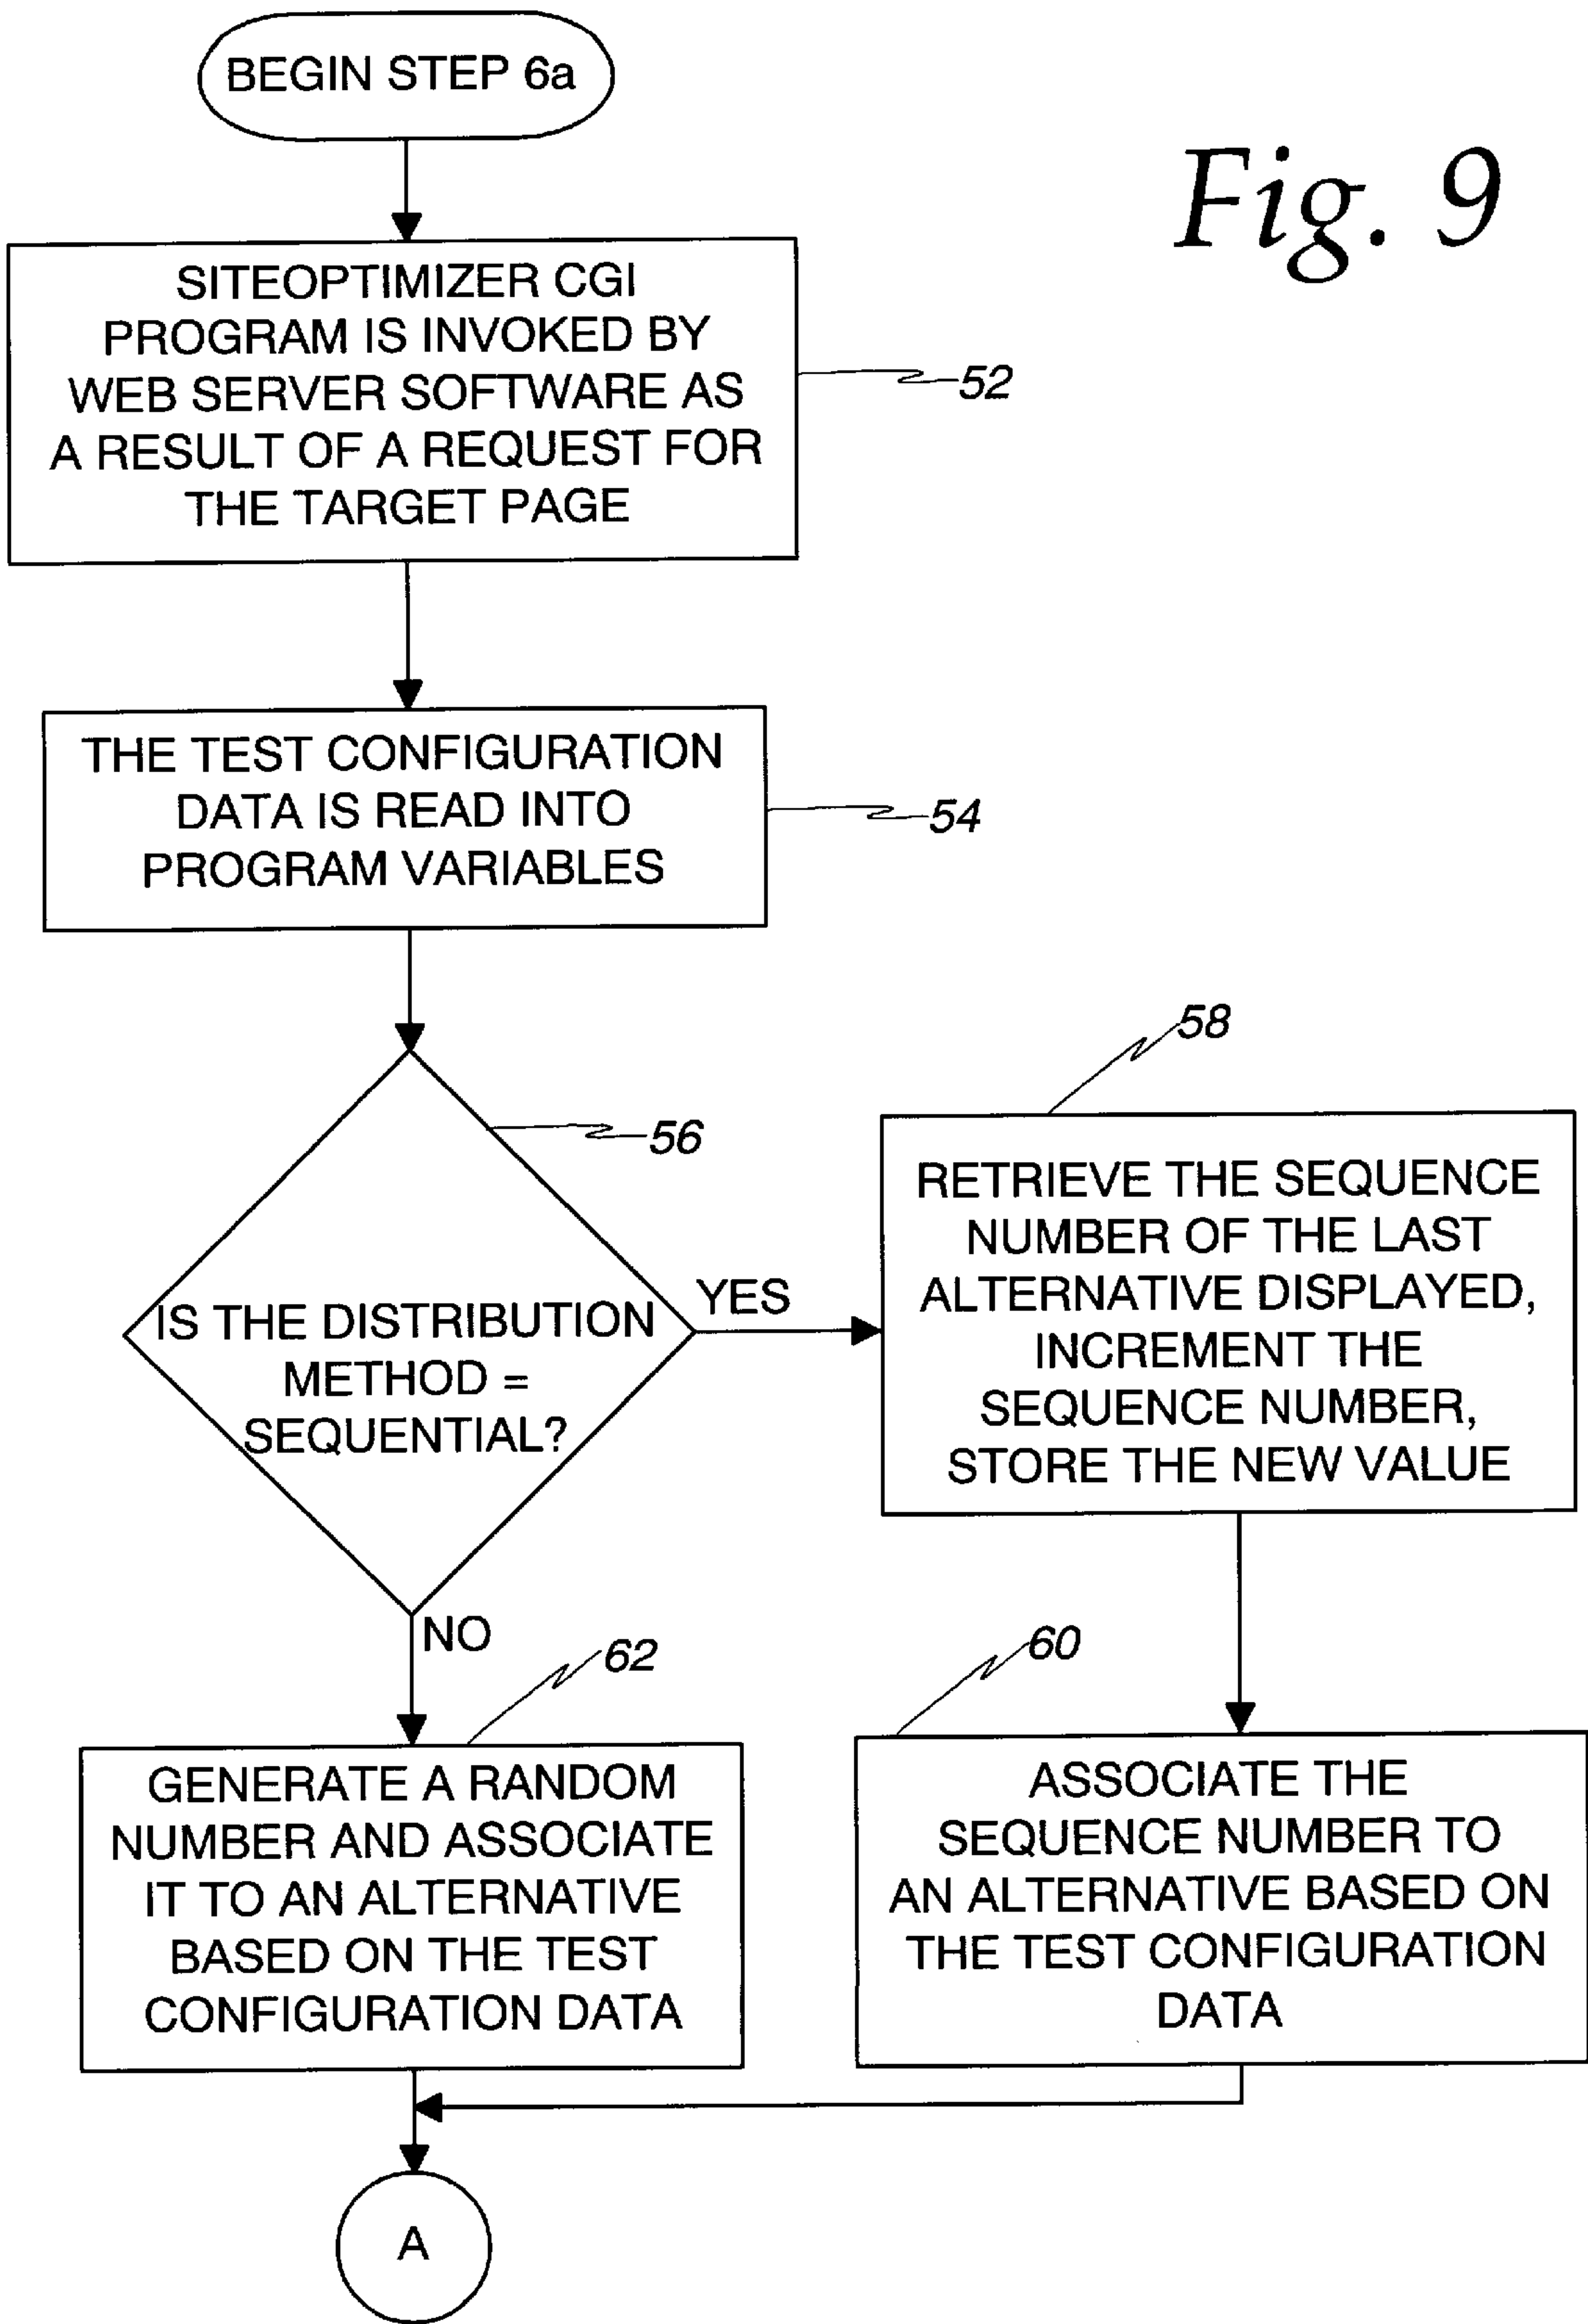 BEGIN STEP 6a
Fig. 9
SITEOPTIMIZER CGI
PROGRAM IS INVOKED BY
WEB SERVER SOFTWARE AS
A RESULT OF A REQUEST FOR
THE TARGET PAGE
52
THE TEST CONFIGURATION
DATA IS READ INTO
PROGRAM VARIABLES
54
56
IS THE DISTRIBUTION
METHOD =
SEQUENTIAL?
YES
58
RETRIEVE THE SEQUENCE
NUMBER OF THE LAST
ALTERNATIVE DISPLAYED,
INCREMENT THE
SEQUENCE NUMBER,
STORE THE NEW VALUE
NO
62
GENERATE A RANDOM
NUMBER AND ASSOCIATE
IT TO AN ALTERNATIVE
BASED ON THE TEST
CONFIGURATION DATA
60
ASSOCIATE THE
SEQUENCE NUMBER TO
AN ALTERNATIVE BASED ON
THE TEST CONFIGURATION
DATA
A